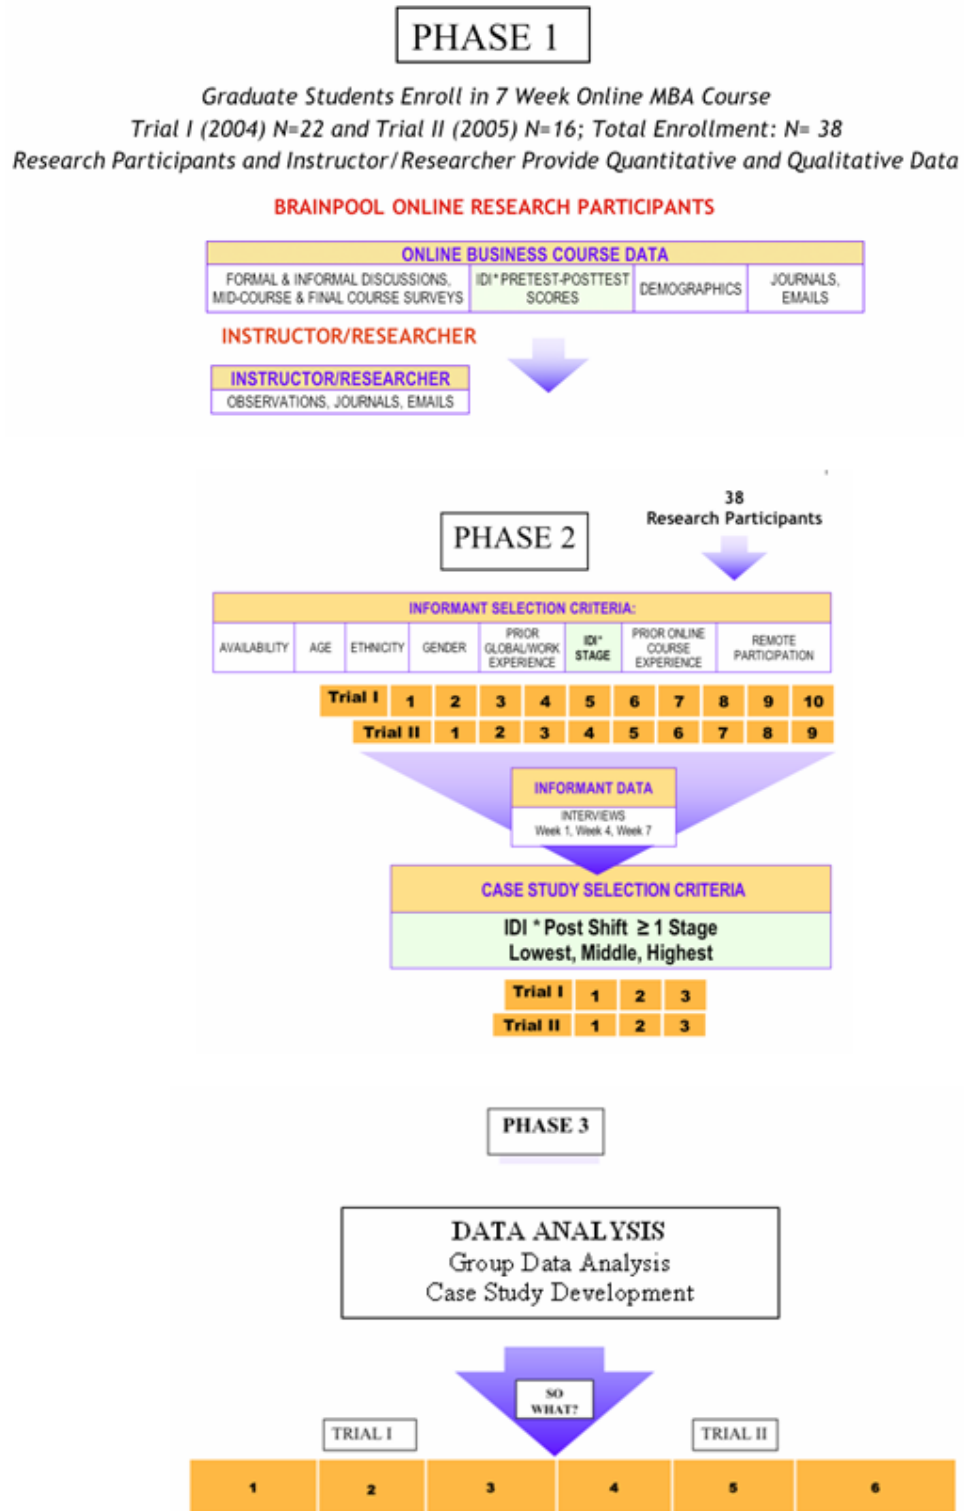 PHASE 1
Graduate Students Enroll in 7 Week Online MBA Course
Trial I (2004) N=22 and Trial II (2005) N=16; Total Enrollment: N= 38
Research Participants and Instructor/Researcher Provide Quantitative and Qualitative Data
BRAINPOOL ONLINE RESEARCH PARTICIPANTS
ONLINE BUSINESS COURSE DATA
FORMAL & INFORMAL DISCUSSIONS,
MID-COURSE & FINAL COURSE SURVEYS
IDI* PRETEST-POSTTEST
SCORES
DEMOGRAPHICS
JOURNALS,
EMAILS
INSTRUCTOR/RESEARCHER
INSTRUCTOR/RESEARCHER
OBSERVATIONS, JOURNALS, EMAILS
38
Research Participants
PHASE 2
INFORMANT SELECTION CRITERIA:
AVAILABILITY
AGE
ETHNICITY
GENDER
PRIOR
GLOBAL/WORK
EXPERIENCE
IDI*
STAGE
PRIOR ONLINE
COURSE
EXPERIENCE
REMOTE
PARTICIPATION
Trial I 1 2 3 4 5 6 7 8 9 10
Trial II 1 2 3 4 5 6 7 8 9
INFORMANT DATA
INTERVIEWS
Week 1, Week 4, Week 7
CASE STUDY SELECTION CRITERIA
IDI * Post Shift ≥ 1 Stage
Lowest, Middle, Highest
Trial I 1 2 3
Trial II 1 2 3
PHASE 3
DATA ANALYSIS
Group Data Analysis
Case Study Development
SO
WHAT?
TRIAL I
TRIAL II
1 2 3 4 5 6